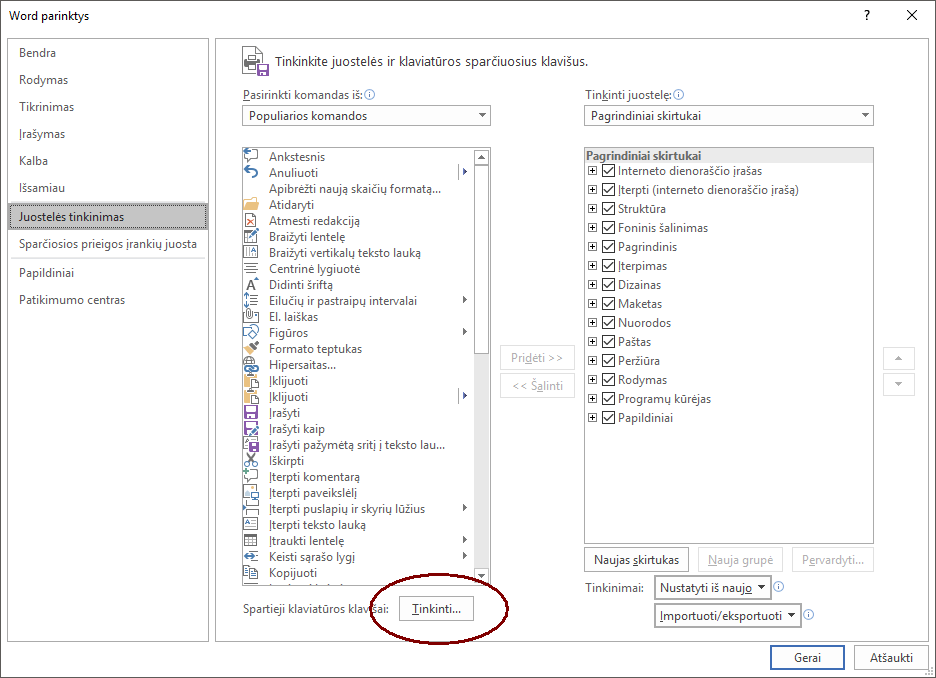 Word parinktys
Bendra
Rodymas
Tikrinimas
Įrašymas
Kalba
Išsamiau
Juostelės tinkinimas
Sparčiosios prieigos įrankių juosta
Papildiniai
Patikimumo centras
Tinkinkite juostelės ir klaviatūros sparčiuosius klavišus.
Pasirinkti komandas iš:
Populiarios komandos
Ankstesnis
Anuliuoti
Apibrėžti naują skaičių formatą...
Atidaryti
Atmesti redakciją
Braižyti lentelę
Braižyti vertikalų teksto lauką
Centrinė lygiuotė
Didinti šriftą
Eilučių ir pastraipų intervalai
El. laiškas
Figūros
Formato teptukas
Hipersaitas...
Įklijuoti
Įklijuoti
Įrašyti
Įrašyti kaip
Įrašyti pažymėtą sritį į teksto lau...
Iškirpti
Įterpti komentarą
Įterpti paveikslėlį
Įterpti puslapių ir skyrių lūžius
Įterpti teksto lauką
Įtraukti lentelę
Keisti sąrašo lygį
Kopijuoti
Spartieji klaviatūros klavišai:
Tinkinti...
Pridėti >>
<< Šalinti
Tinkinti juostelę:
Pagrindiniai skirtukai
Pagrindiniai skirtukai
Interneto dienoraščio įrašas
Įterpti (interneto dienoraščio įrašą)
Struktūra
Foninis šalinimas
Pagrindinis
Įterpimas
Dizainas
Maketas
Nuorodos
Paštas
Peržiūra
Rodymas
Programų kūrėjas
Papildiniai
Naujas skirtukas
Nauja grupė
Pervardyti...
Tinkinimai:
Nustatyti iš naujo
Importuoti/eksportuoti
Gerai
Atšaukti